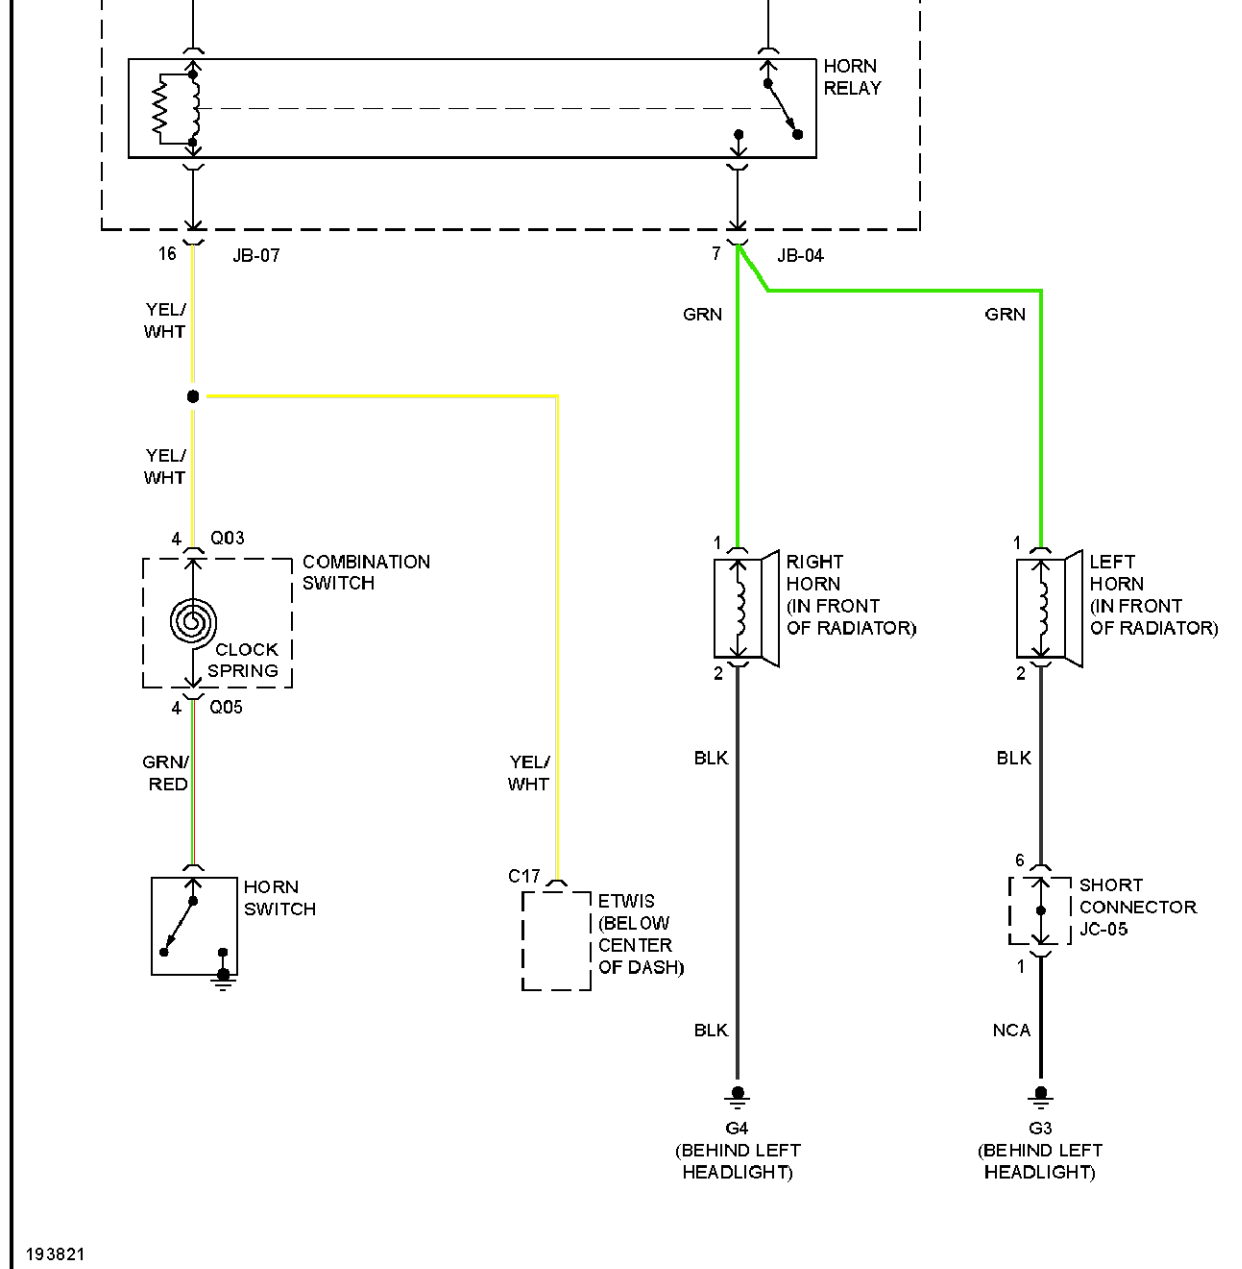 HORN
RELAY
16
JB-07
7
JB-04
YEL/
WHT
GRN
GRN
YEL/
WHT
4
Q03
COMBINATION
SWITCH
CLOCK
SPRING
4
Q05
1
RIGHT
HORN
(IN FRONT
OF RADIATOR)
2
1
LEFT
HORN
(IN FRONT
OF RADIATOR)
2
GRN/
RED
YEL/
WHT
BLK
BLK
HORN
SWITCH
C17
ETWIS
(BELOW
CENTER
OF DASH)
6
SHORT
CONNECTOR
JC-05
1
BLK
NCA
G4
(BEHIND LEFT
HEADLIGHT)
G3
(BEHIND LEFT
HEADLIGHT)
193821